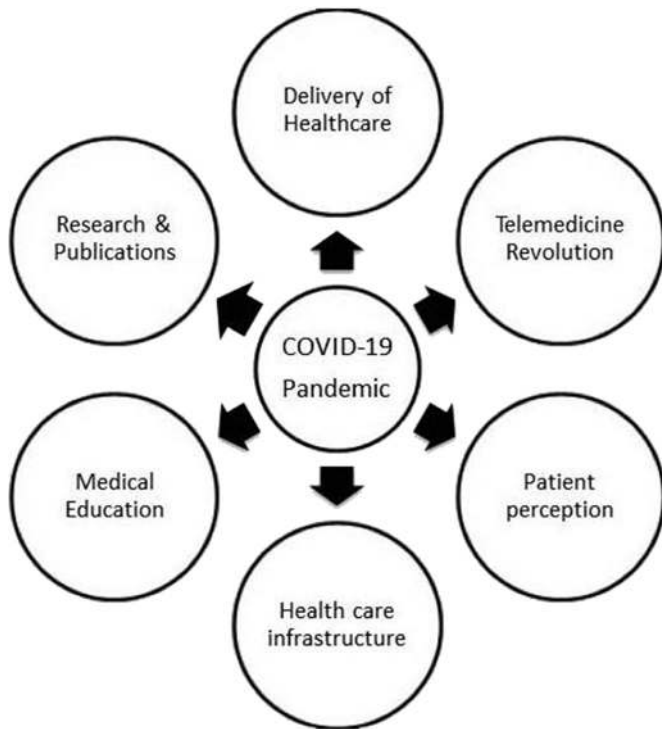 Delivery of
Healthcare
Telemedicine
Revolution
Patient
perception
Health care
infrastructure
Medical
Education
Research &
Publications
COVID-19
Pandemic